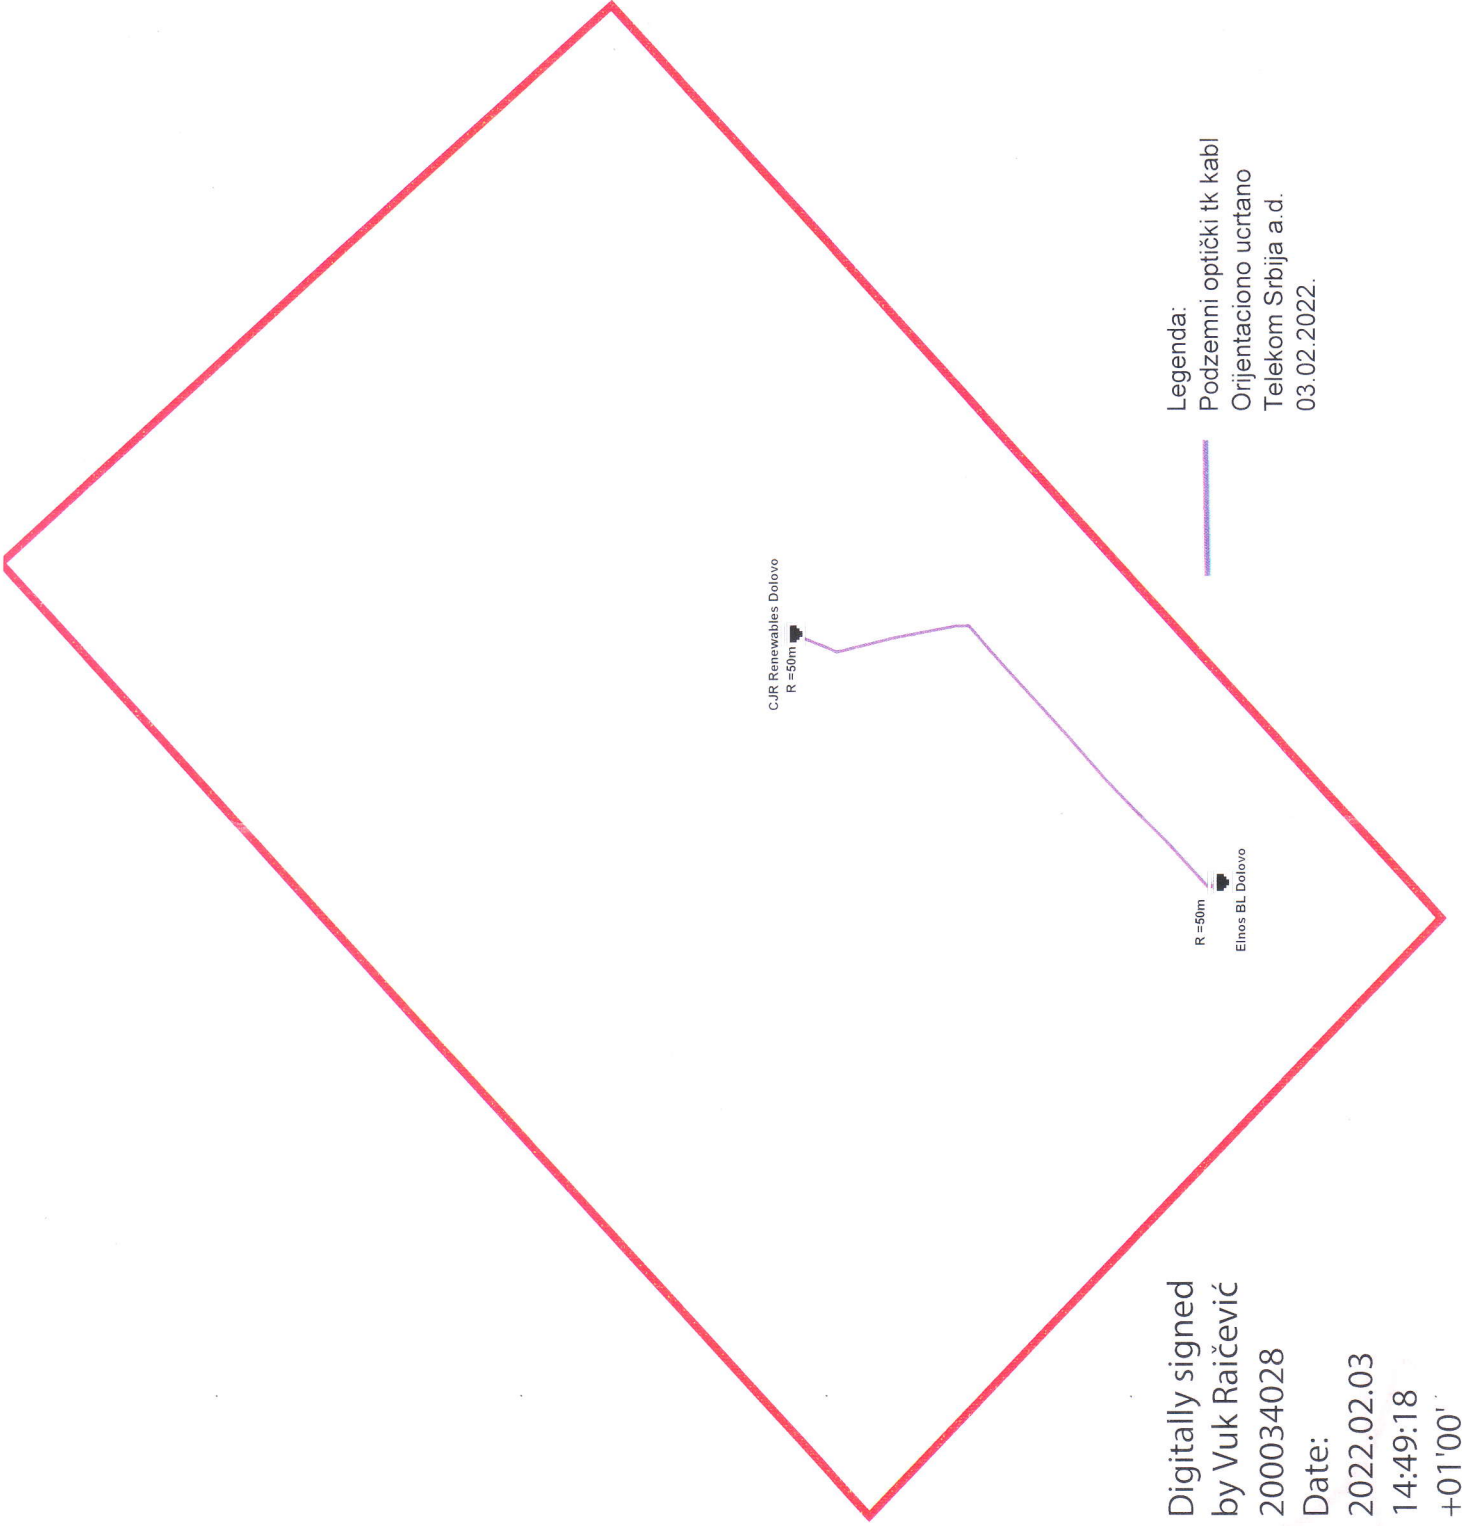 CJR Renewables Dolovo
R =50m
R =50m
Elnos BL Dolovo
Legenda:
Podzemni optički tk kabl
Orijentaciono ucrtano
Telekom Srbija a.d.
03.02.2022.
Digitally signed
by Vuk Raičević
200034028
Date:
2022.02.03
14:49:18
+01'00'